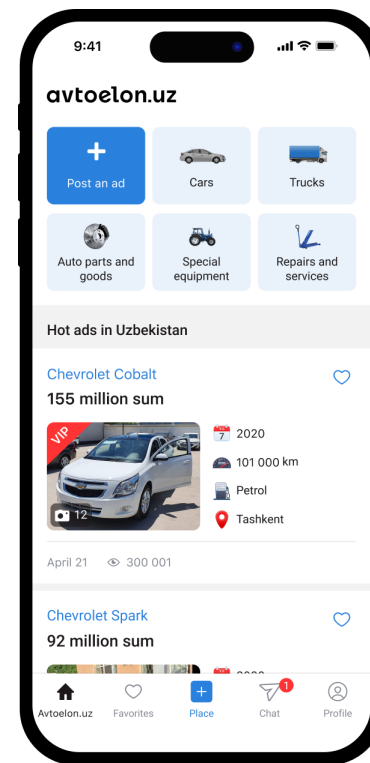 9:41
avtoelon.uz
Post an ad
Cars
Trucks
Auto parts and
goods
Special
equipment
Repairs and
services
Hot ads in Uzbekistan
Chevrolet Cobalt
155 million sum
VIP
12
7 2020
101 000 km
Petrol
Tashkent
April 21 300 001
Chevrolet Spark
92 million sum
1
Avtoelon.uz Favorites Place Chat Profile